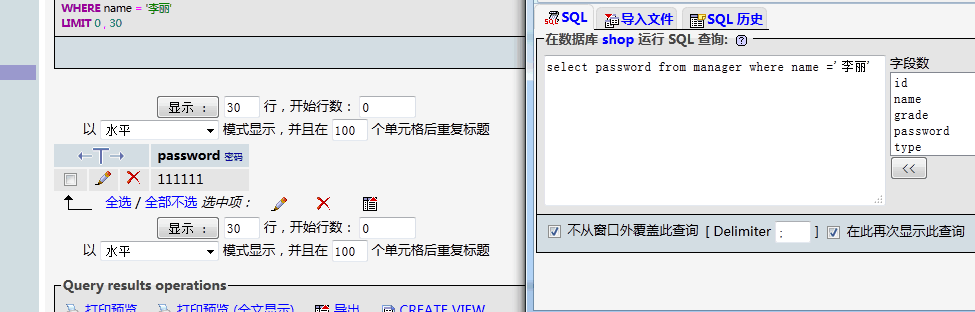 WHERE name = '李丽'
LIMIT 0 , 30
显示 : 30 行，开始行数： 0
以 水平 模式显示，并且在 100 个单元格后重复标题
←T→ password 密码
111111
全选 / 全部不选 选中项：
显示 : 30 行，开始行数： 0
以 水平 模式显示，并且在 100 个单元格后重复标题
Query results operations
打印预览 打印预览 (全文显示) 导出 CREATE VIEW
SQL 导入文件 SQL 历史
在数据库 shop 运行 SQL 查询:
select password from manager where name ='李丽'
字段数
id
name
grade
password
type
<<
不从窗口外覆盖此查询 [ Delimiter ; ] 在此再次显示此查询